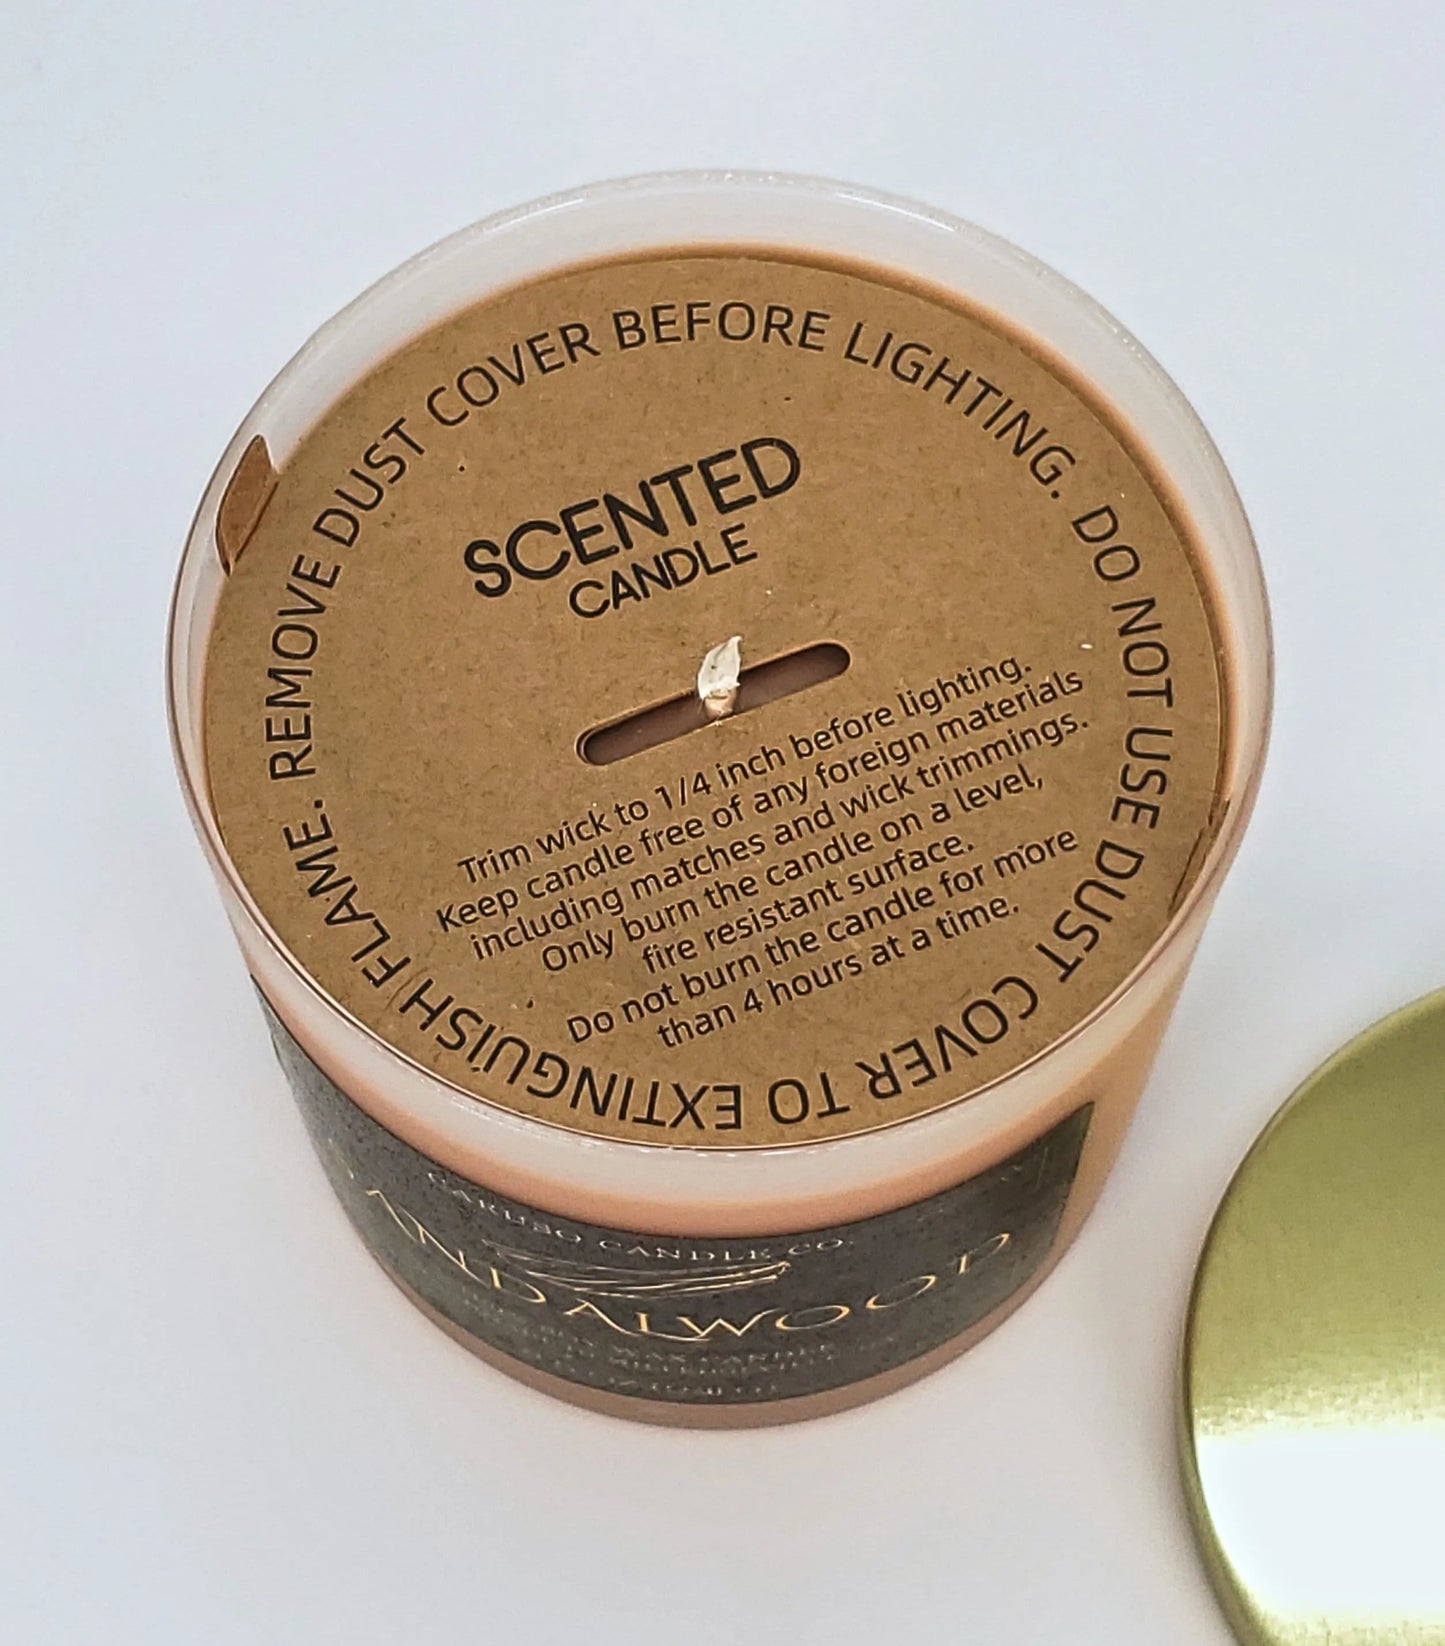 REMOVE DUST COVER BEFORE LIGHTING. DO NOT USE DUST COVER TO EXTINGUISH FLAME.
SCENTED
CANDLE
Trim wick to 1/4 inch before lighting.
Keep candle free of any foreign materials
including matches and wick trimmings.
Only burn the candle on a level,
fire resistant surface.
Do not burn the candle for more
than 4 hours at a time.
CARUSO CANDLE CO.
SANDALWOOD